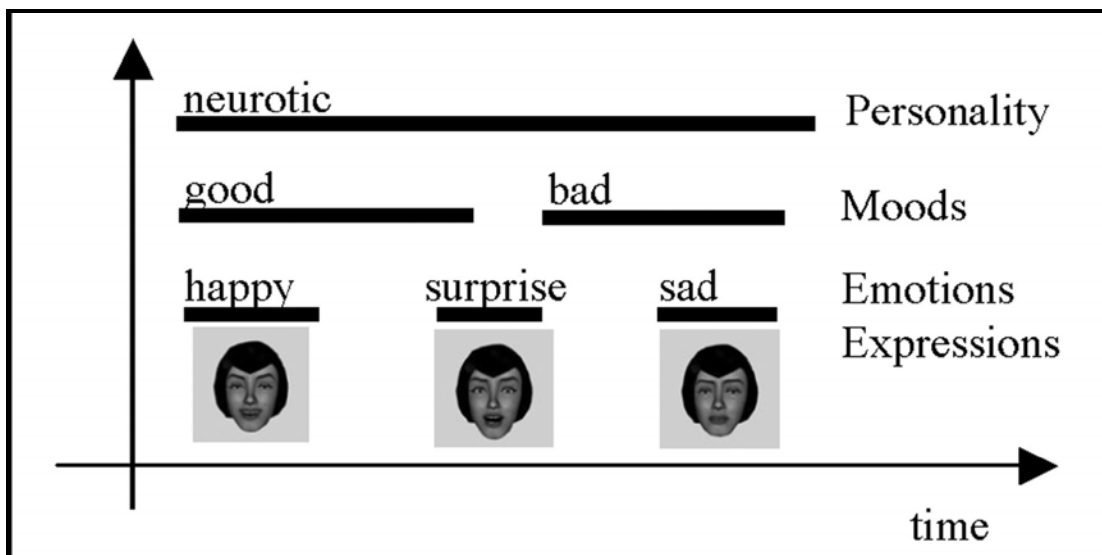 neurotic
Personality
good
bad
Moods
happy
surprise
sad
Emotions
Expressions
time